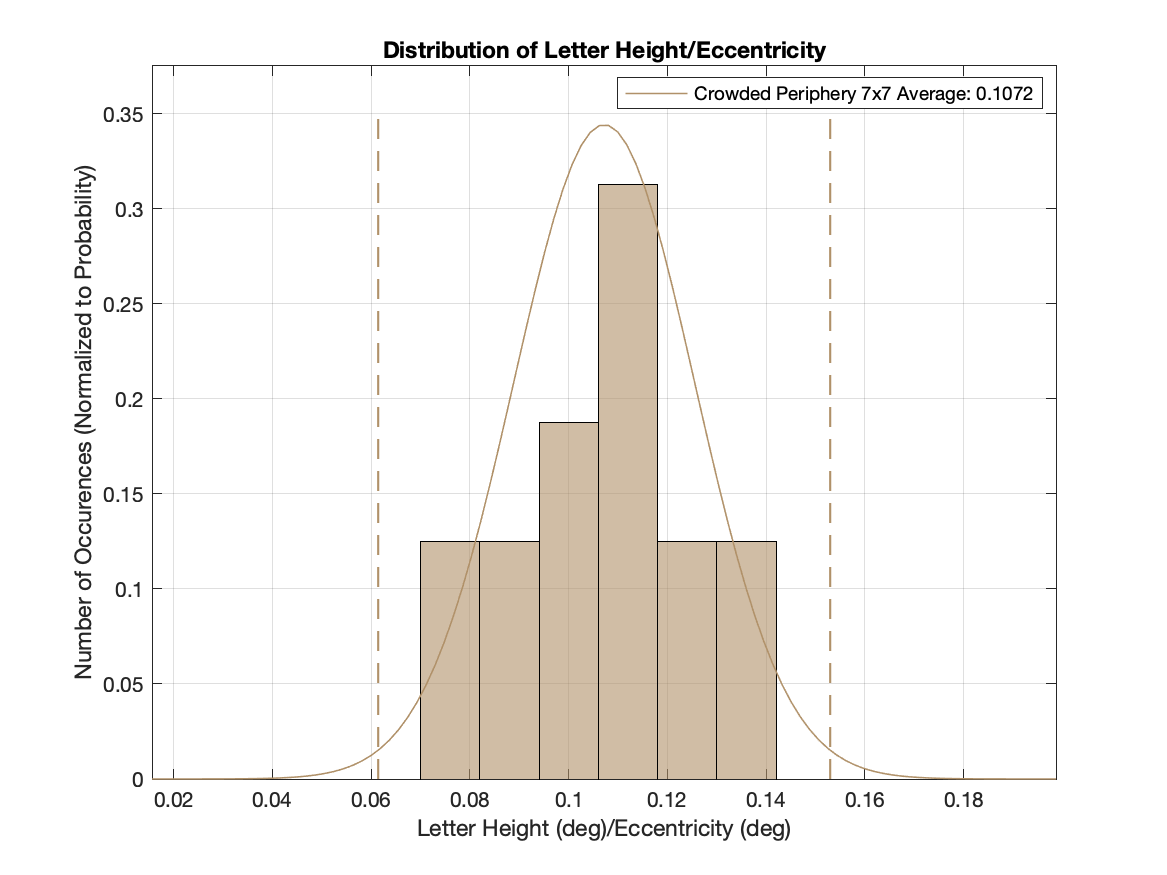 Distribution of Letter Height/Eccentricity
Crowded Periphery 7x7 Average: 0.1072
Number of Occurences (Normalized to Probability)
0.35
0.3
0.25
0.2
0.15
0.1
0.05
0
0.02 0.04 0.06 0.08 0.1 0.12 0.14 0.16 0.18
Letter Height (deg)/Eccentricity (deg)